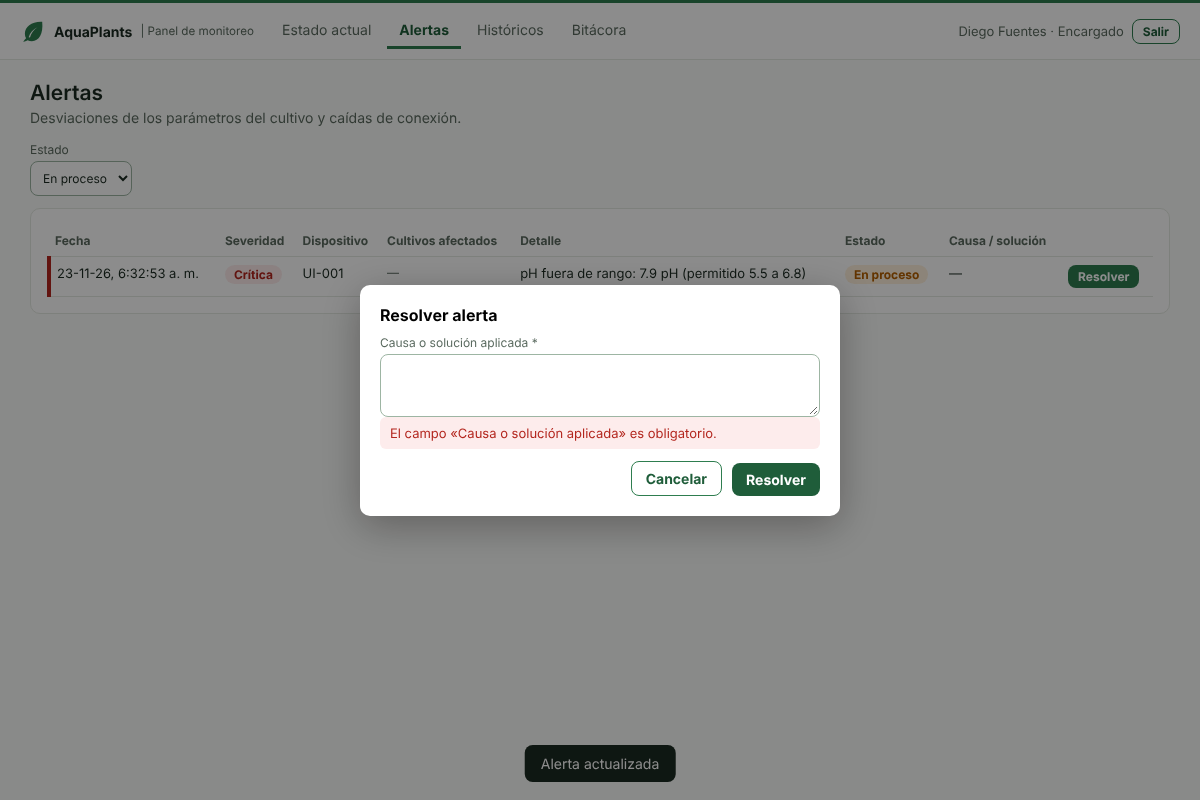 AquaPlants | Panel de monitoreo Estado actual Alertas Históricos Bitácora Diego Fuentes · Encargado Salir
Alertas
Desviaciones de los parámetros del cultivo y caídas de conexión.
Estado
En proceso
Fecha Severidad Dispositivo Cultivos afectados Detalle Estado Causa / solución
23-11-26, 6:32:53 a. m. Crítica UI-001 — pH fuera de rango: 7.9 pH (permitido 5.5 a 6.8) En proceso — Resolver
Resolver alerta
Causa o solución aplicada *
El campo «Causa o solución aplicada» es obligatorio.
Cancelar Resolver
Alerta actualizada